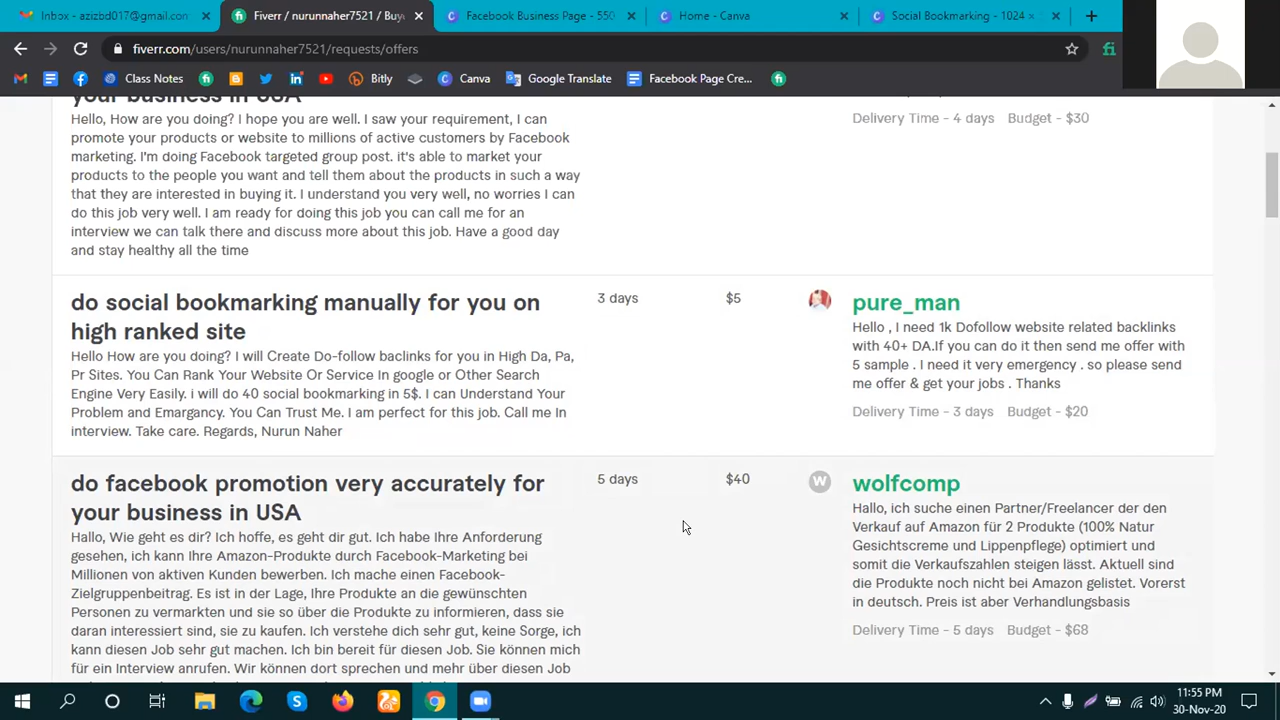 Inbox - azizbd017@gmail.com
Fiverr / nurunnaher7521 / Buy
Facebook Business Page - 550
Home - Canva
Social Bookmarking - 1024 ×
fiverr.com/users/nurunnaher7521/requests/offers
Class Notes
Bitly
Canva
Google Translate
Facebook Page Cre...
your business in USA
Hello, How are you doing? I hope you are well. I saw your requirement, I can
promote your products or website to millions of active customers by Facebook
marketing. I'm doing Facebook targeted group post. it's able to market your
products to the people you want and tell them about the products in such a way
that they are interested in buying it. I understand you very well, no worries I can
do this job very well. I am ready for doing this job you can call me for an
interview we can talk there and discuss more about this job. Have a good day
and stay healthy all the time
Delivery Time - 4 days Budget - $30
do social bookmarking manually for you on
high ranked site
Hello How are you doing? I will Create Do-follow baclinks for you in High Da, Pa,
Pr Sites. You Can Rank Your Website Or Service In google or Other Search
Engine Very Easily. i will do 40 social bookmarking in 5$. I can Understand Your
Problem and Emargancy. You Can Trust Me. I am perfect for this job. Call me In
interview. Take care. Regards, Nurun Naher
3 days
$5
pure_man
Hello , I need 1k Dofollow website related backlinks
with 40+ DA.If you can do it then send me offer with
5 sample . I need it very emergency . so please send
me offer & get your jobs . Thanks
Delivery Time - 3 days Budget - $20
do facebook promotion very accurately for
your business in USA
Hallo, Wie geht es dir? Ich hoffe, es geht dir gut. Ich habe Ihre Anforderung
gesehen, ich kann Ihre Amazon-Produkte durch Facebook-Marketing bei
Millionen von aktiven Kunden bewerben. Ich mache einen Facebook-
Zielgruppenbeitrag. Es ist in der Lage, Ihre Produkte an die gewünschten
Personen zu vermarkten und sie so über die Produkte zu informieren, dass sie
daran interessiert sind, sie zu kaufen. Ich verstehe dich sehr gut, keine Sorge, ich
kann diesen Job sehr gut machen. Ich bin bereit für diesen Job. Sie können mich
für ein Interview anrufen. Wir können dort sprechen und mehr über diesen Job
5 days
$40
W
wolfcomp
Hallo, ich suche einen Partner/Freelancer der den
Verkauf auf Amazon für 2 Produkte (100% Natur
Gesichtscreme und Lippenpflege) optimiert und
somit die Verkaufszahlen steigen lässt. Aktuell sind
die Produkte noch nicht bei Amazon gelistet. Vorerst
in deutsch. Preis ist aber Verhandlungsbasis
Delivery Time - 5 days Budget - $68
11:55 PM
30-Nov-20